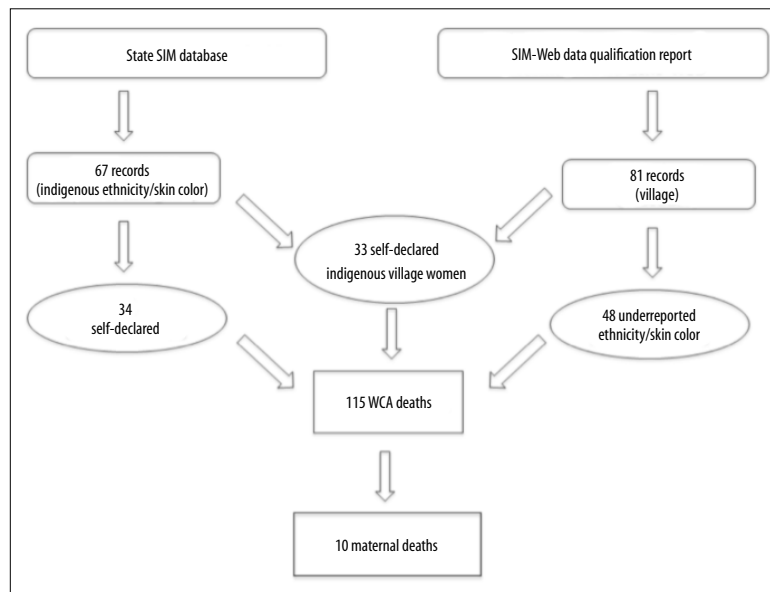 State SIM database
SIM-Web data qualification report
67 records
(indigenous ethnicity/skin color)
81 records
(village)
33 self-declared
indigenous village women
34
self-declared
48 underreported
ethnicity/skin color
115 WCA deaths
10 maternal deaths